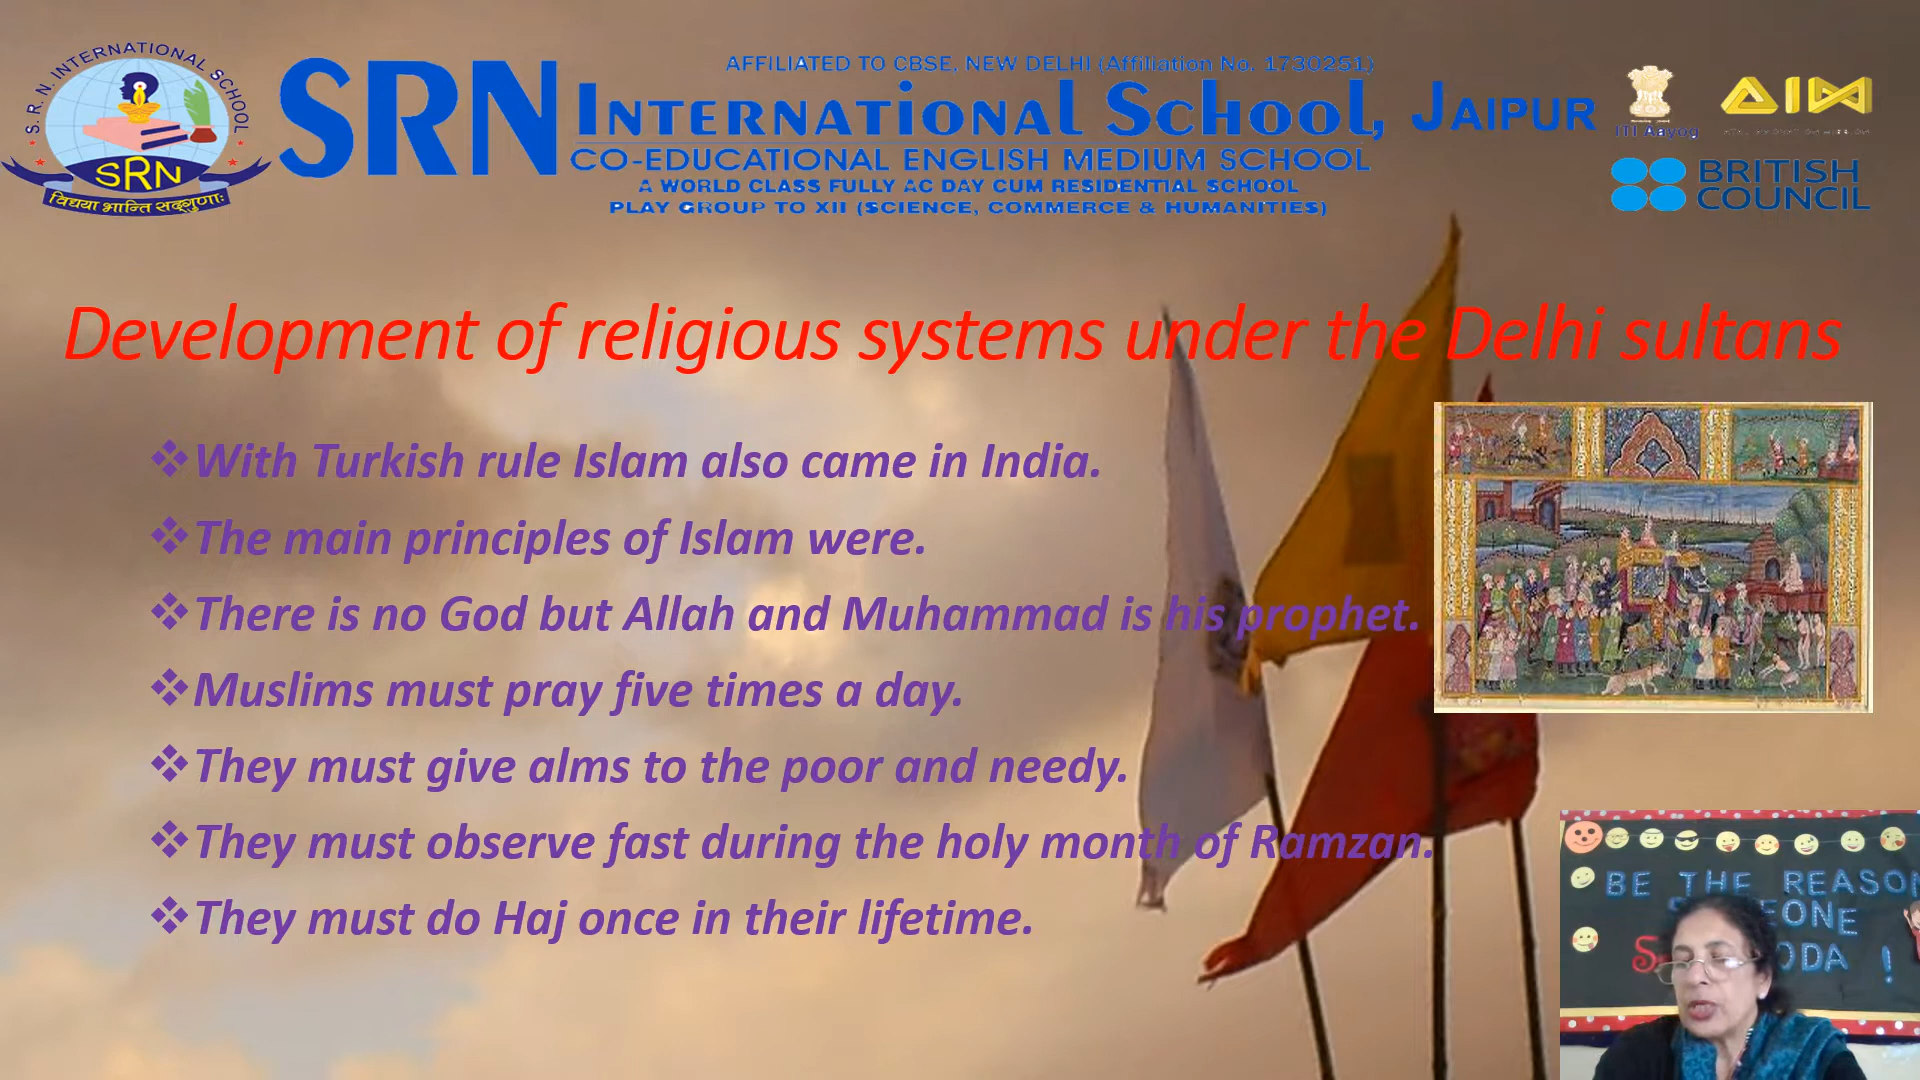 S. R. N. INTERNATIONAL SCHOOL
SRN
विद्यया भान्ति सद्गुणाः
AFFILIATED TO CBSE, NEW DELHI (Affiliation No. 1730251)
SRN INTERNATIONAL SCHOOL, JAIPUR
CO-EDUCATIONAL ENGLISH MEDIUM SCHOOL
A WORLD CLASS FULLY AC DAY CUM RESIDENTIAL SCHOOL
PLAY GROUP TO XII (SCIENCE, COMMERCE & HUMANITIES)
ITI Aayog
AIM
BRITISH
COUNCIL
Development of religious systems under the Delhi sultans
❖With Turkish rule Islam also came in India.
❖The main principles of Islam were.
❖There is no God but Allah and Muhammad is his prophet.
❖Muslims must pray five times a day.
❖They must give alms to the poor and needy.
❖They must observe fast during the holy month of Ramzan.
❖They must do Haj once in their lifetime.
BE THE REASON